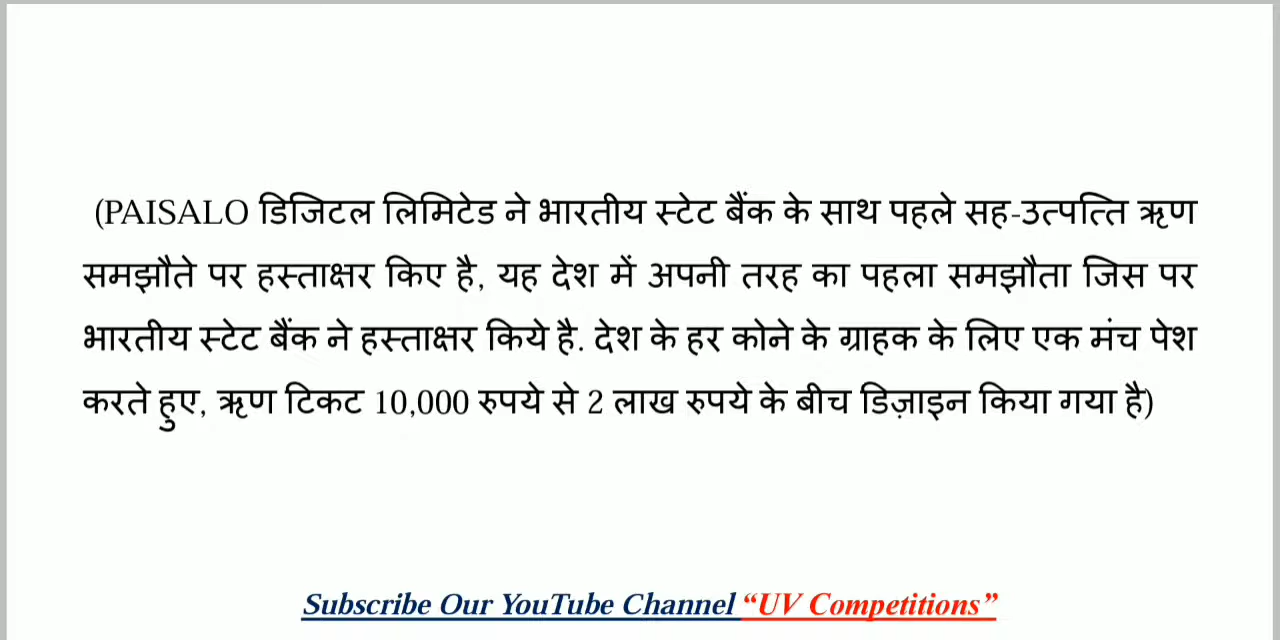 (PAISALO डिजिटल लिमिटेड ने भारतीय स्टेट बैंक के साथ पहले सह-उत्पत्ति ऋण
समझौते पर हस्ताक्षर किए है, यह देश में अपनी तरह का पहला समझौता जिस पर
भारतीय स्टेट बैंक ने हस्ताक्षर किये है. देश के हर कोने के ग्राहक के लिए एक मंच पेश
करते हुए, ऋण टिकट 10,000 रुपये से 2 लाख रुपये के बीच डिज़ाइन किया गया है)
Subscribe Our YouTube Channel “UV Competitions”